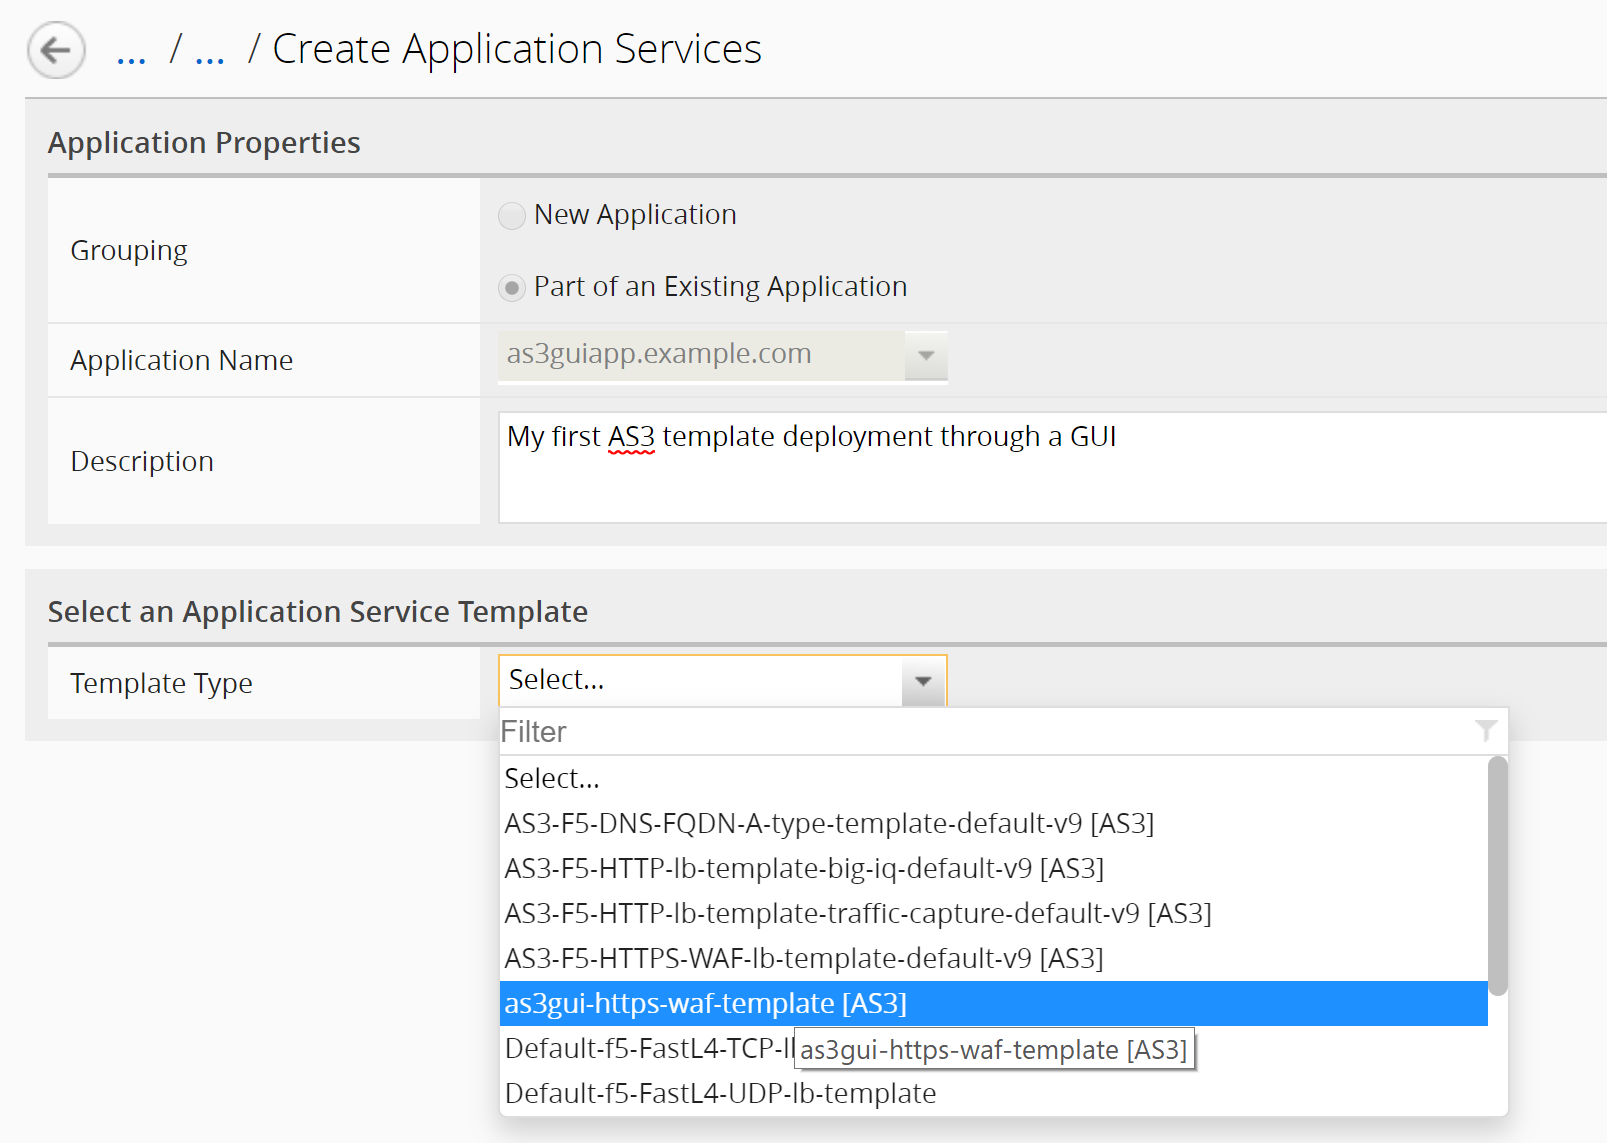 ... / ... / Create Application Services
Application Properties
Grouping
New Application
Part of an Existing Application
Application Name
as3guiapp.example.com
Description
My first AS3 template deployment through a GUI
Select an Application Service Template
Template Type
Select...
Filter
Select...
AS3-F5-DNS-FQDN-A-type-template-default-v9 [AS3]
AS3-F5-HTTP-lb-template-big-iq-default-v9 [AS3]
AS3-F5-HTTP-lb-template-traffic-capture-default-v9 [AS3]
AS3-F5-HTTPS-WAF-lb-template-default-v9 [AS3]
as3gui-https-waf-template [AS3]
Default-f5-FastL4-TCP-l
as3gui-https-waf-template [AS3]
Default-f5-FastL4-UDP-lb-template